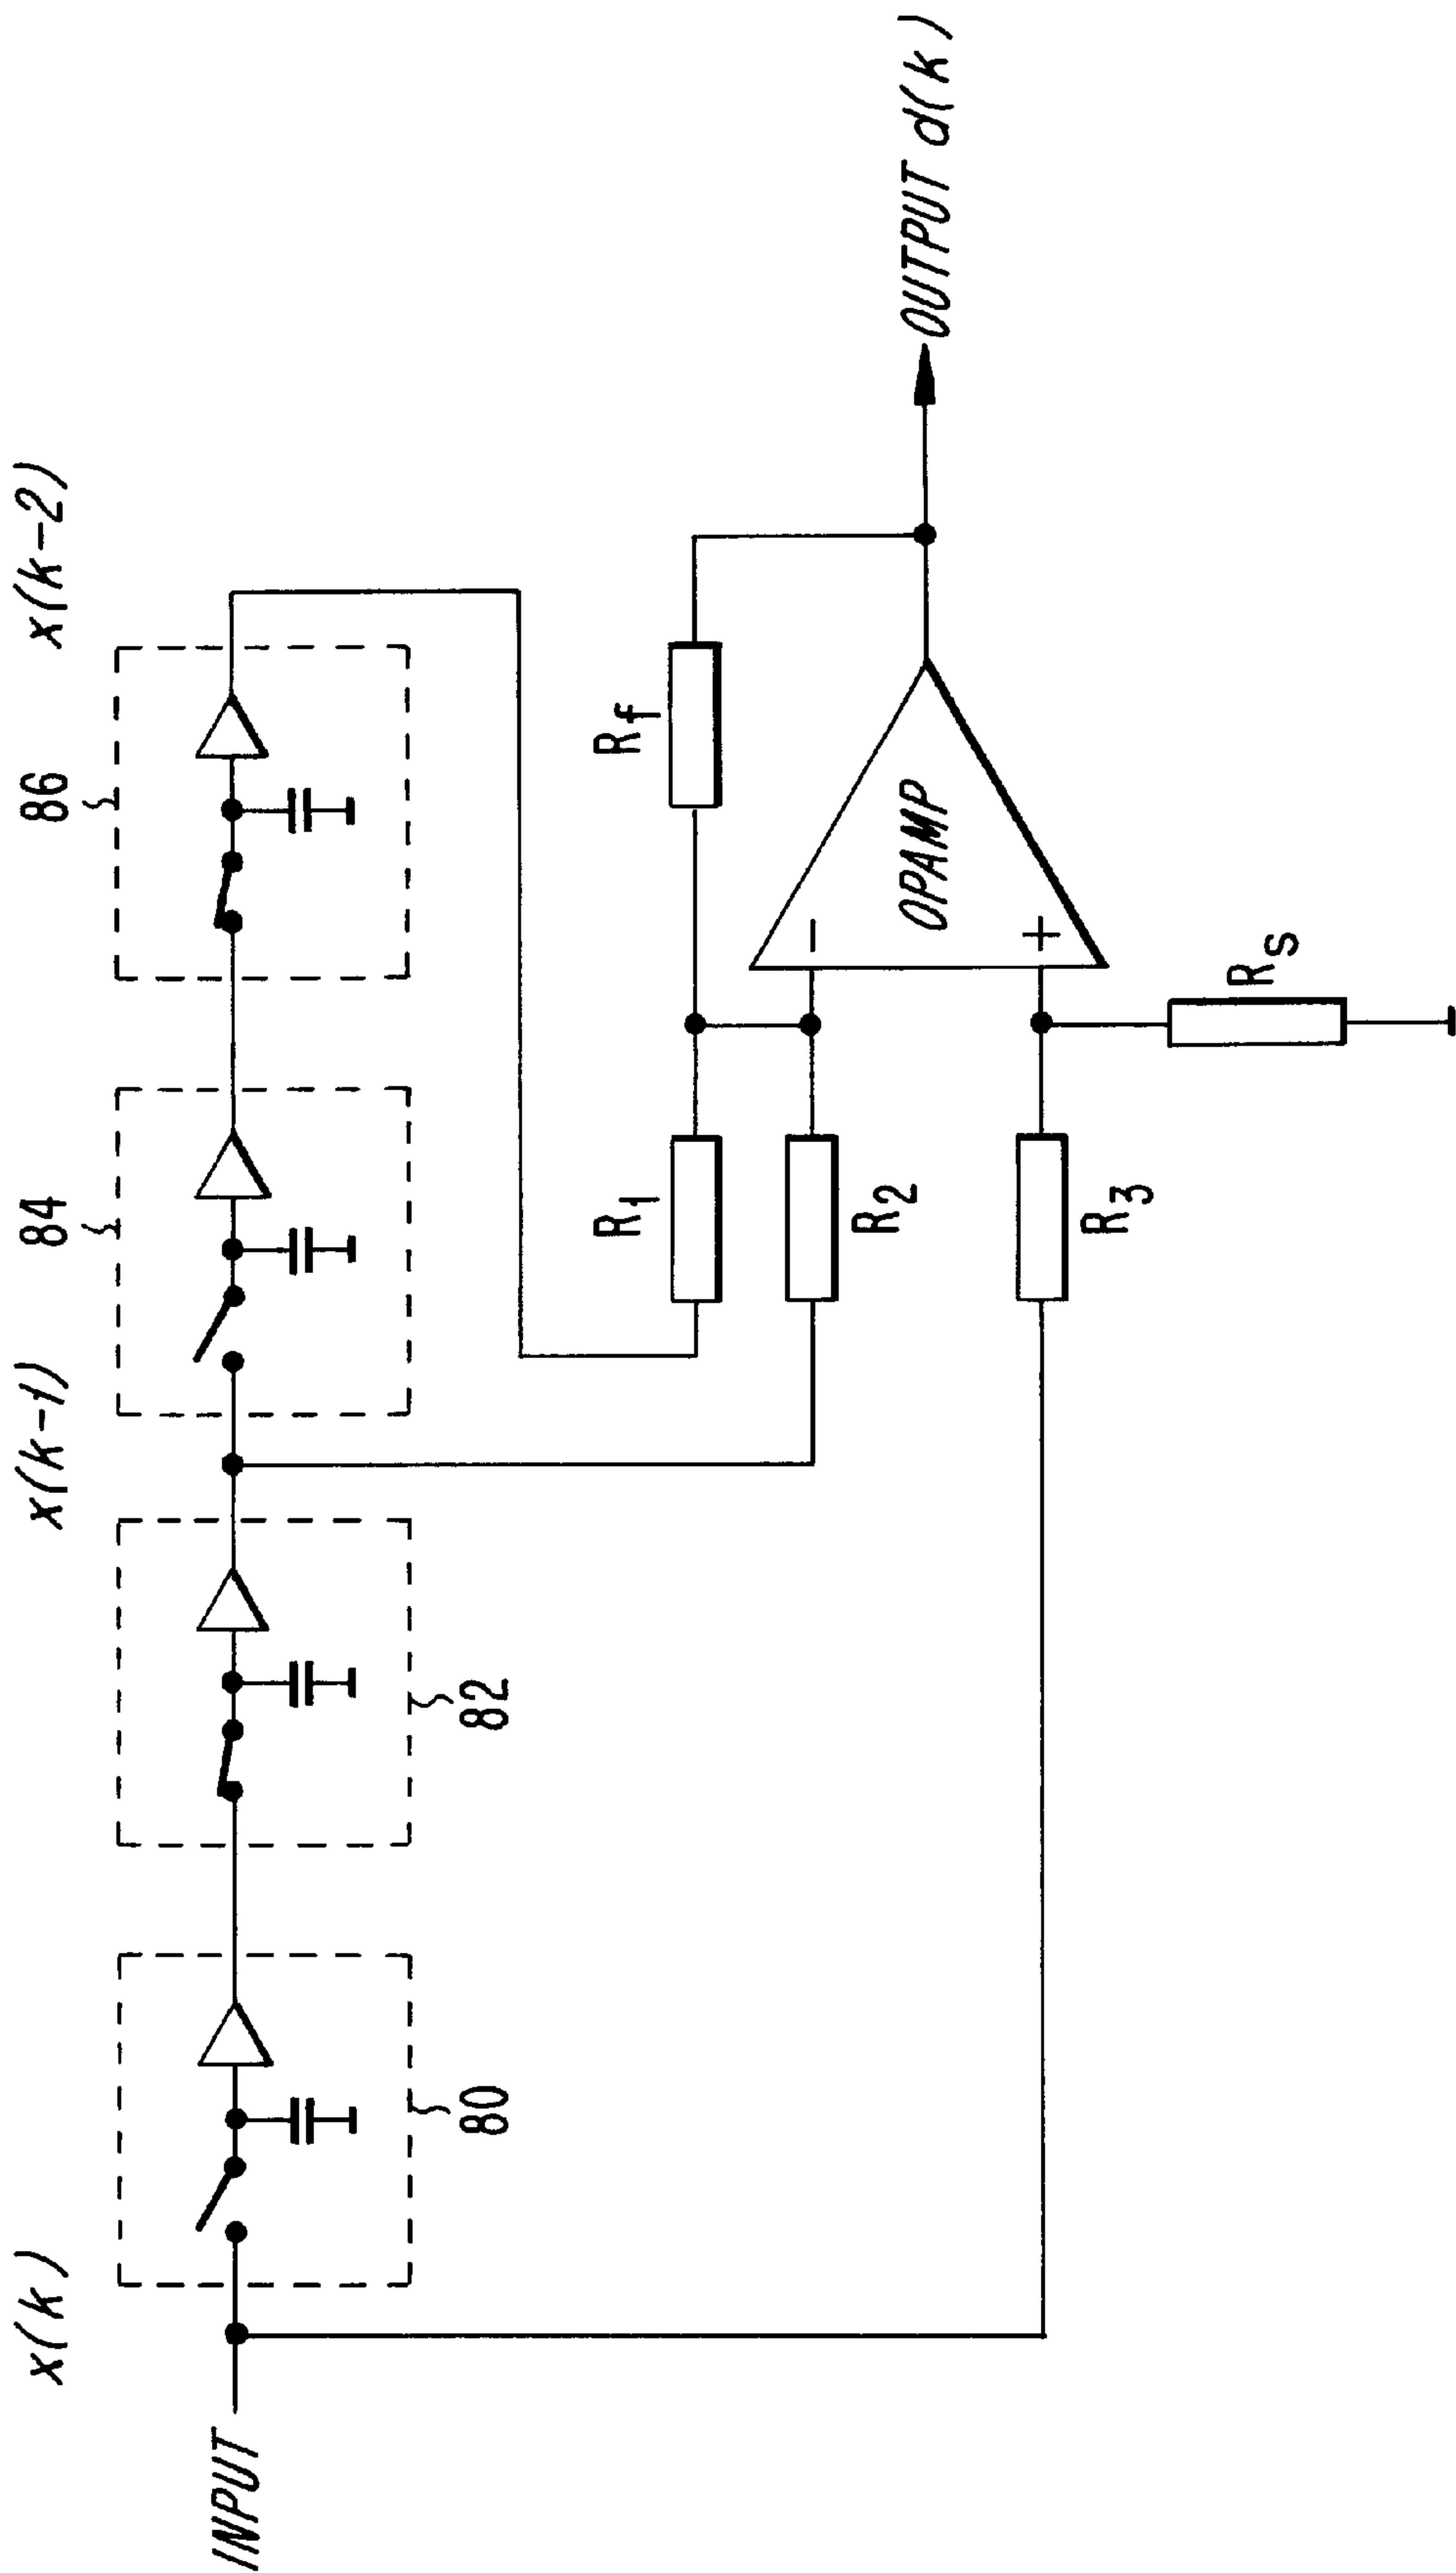 x(k)
x(k-1)
x(k-2)
84
86
80
82
INPUT
R1
Rf
R2
R3
OPAMP
-
+
Rs
OUTPUT d(k)